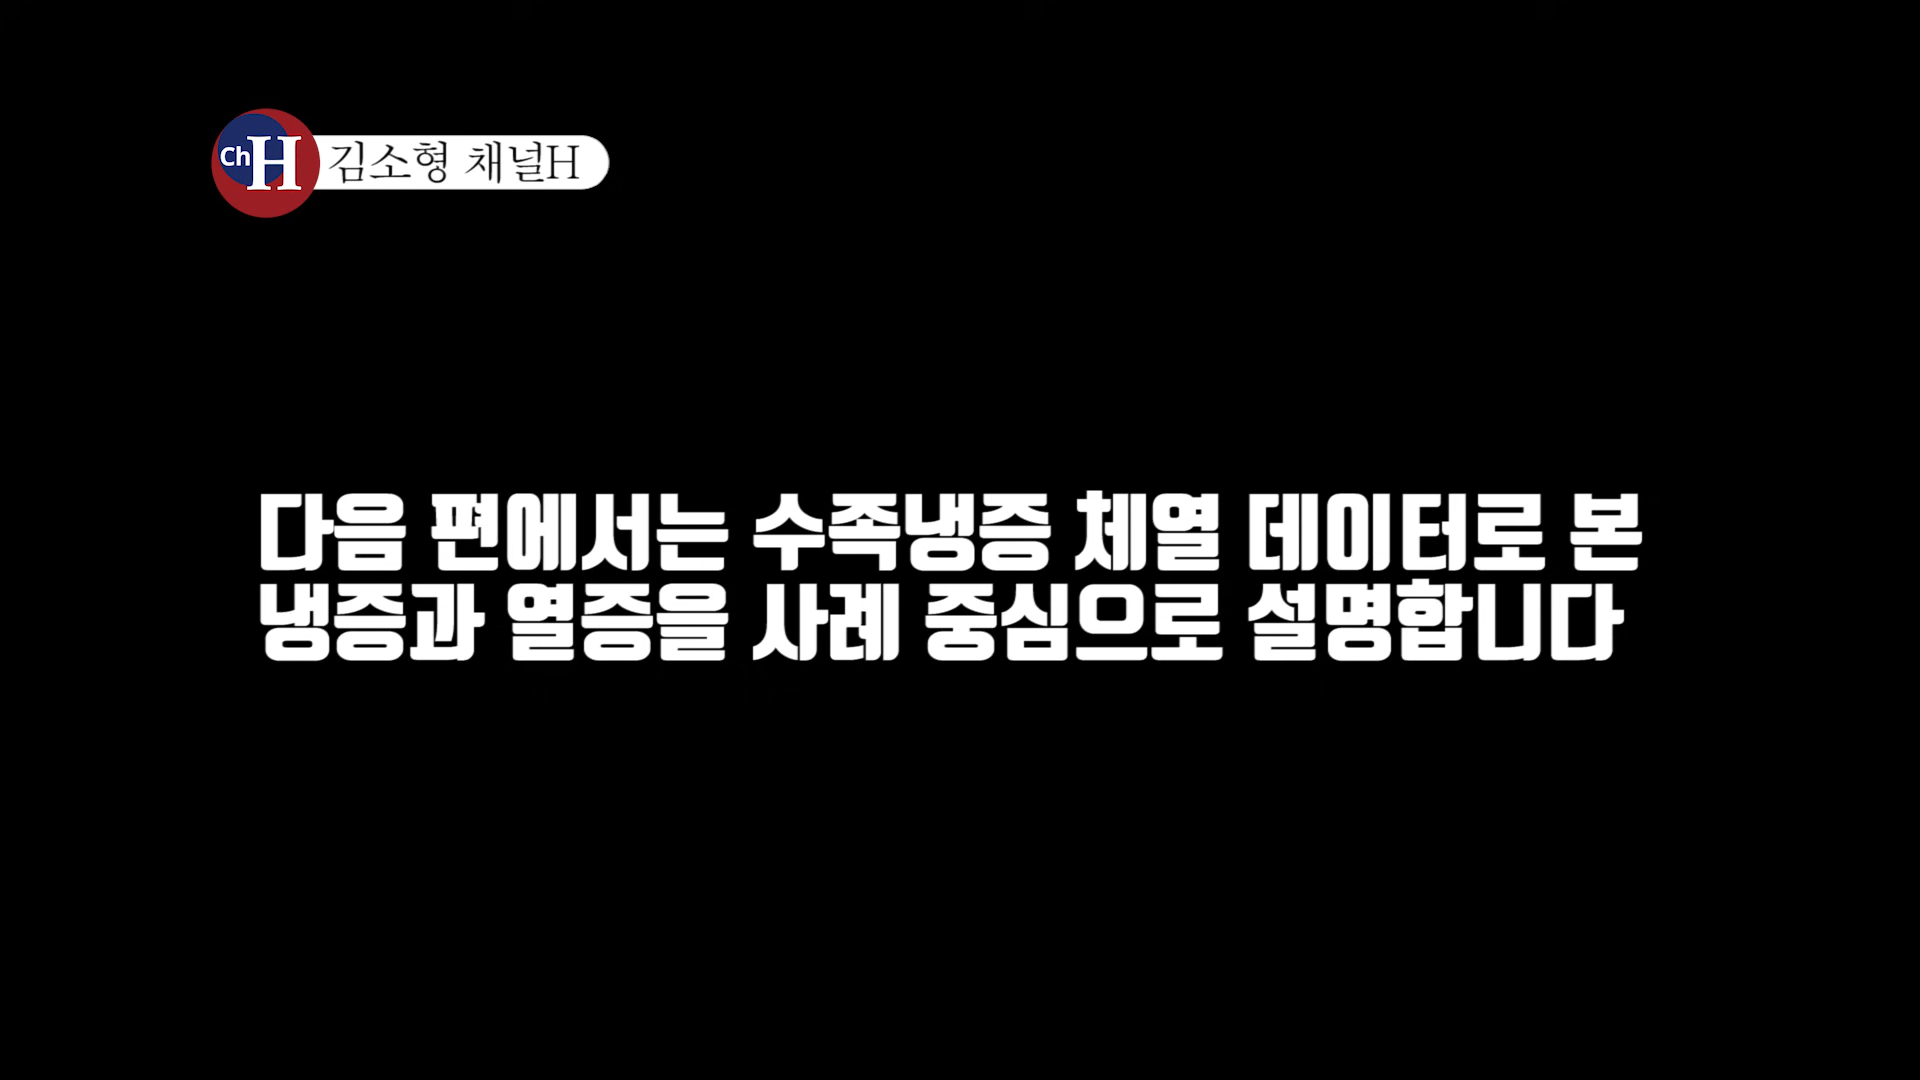 ChH 김소형 채널H
다음 편에서는 수족냉증 체열 데이터로 본
냉증과 열증을 사례 중심으로 설명합니다